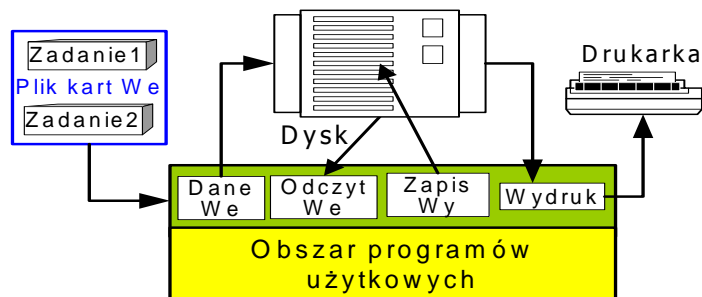 Zadanie1
Plik kart We
Zadanie2
Dysk
Drukarka
Dane
We
Odczyt
We
Zapis
Wy
Wydruk
Obszar programów
użytkowych